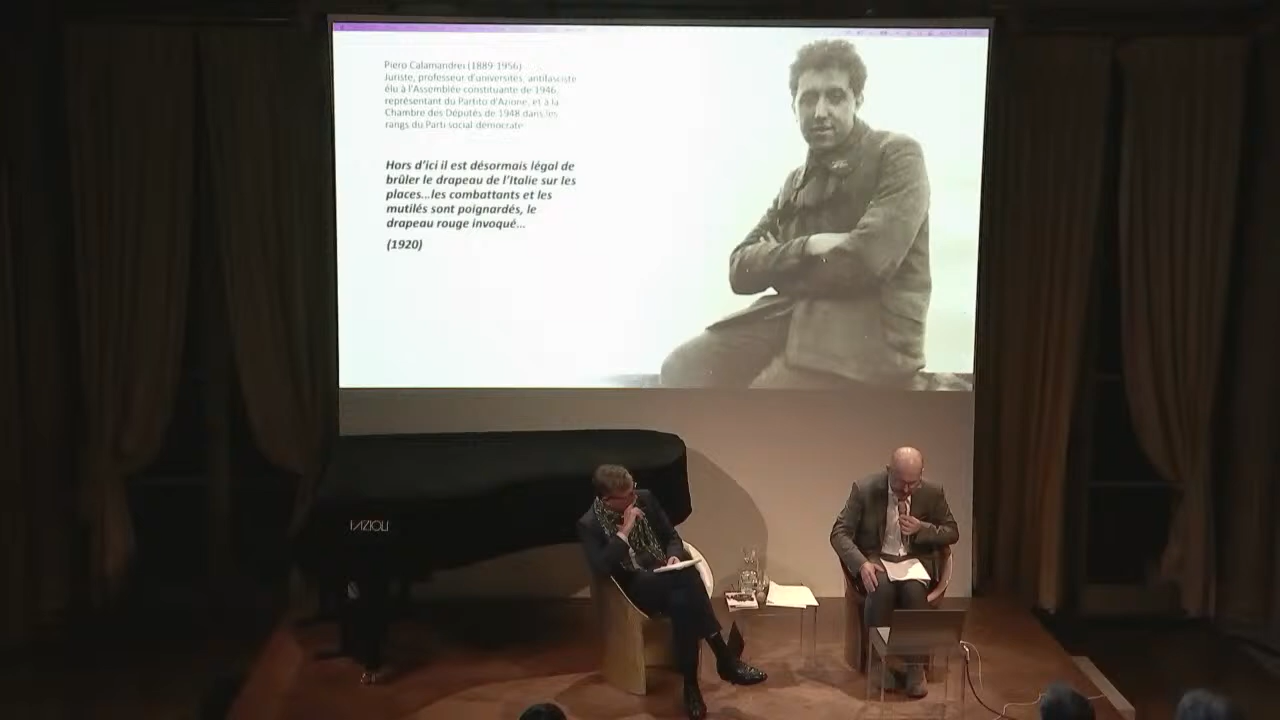 Piero Calamandrei (1889-1956)
Juriste, professeur d'universités, antifasciste
élu à l'Assemblée constituante de 1946,
représentant du Partito d'Azione, et à la
Chambre des Députés de 1948 dans les
rangs du Parti social-démocrate
Hors d'ici il est désormais légal de
brûler le drapeau de l'Italie sur les
places...les combattants et les
mutilés sont poignardés, le
drapeau rouge invoqué...
(1920)
FAZIOLI